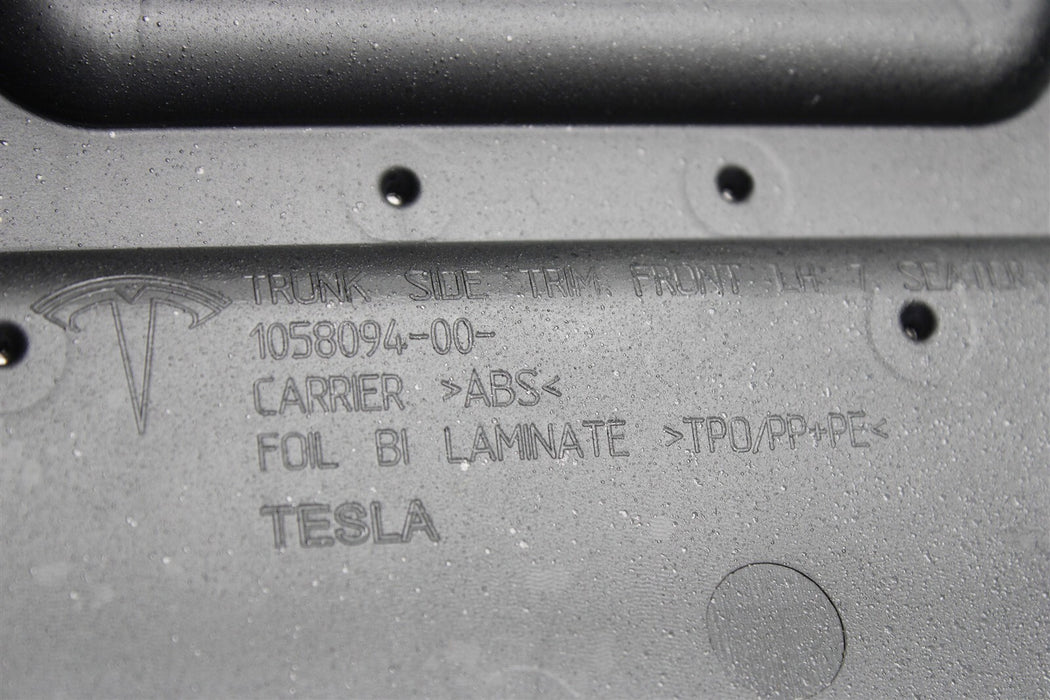 TRUNK SIDE TRIM FRONT LH 7 SEATER
1058094-00-
CARRIER >ABS<
FOIL BI LAMINATE >TPO/PP+PE<
TESLA